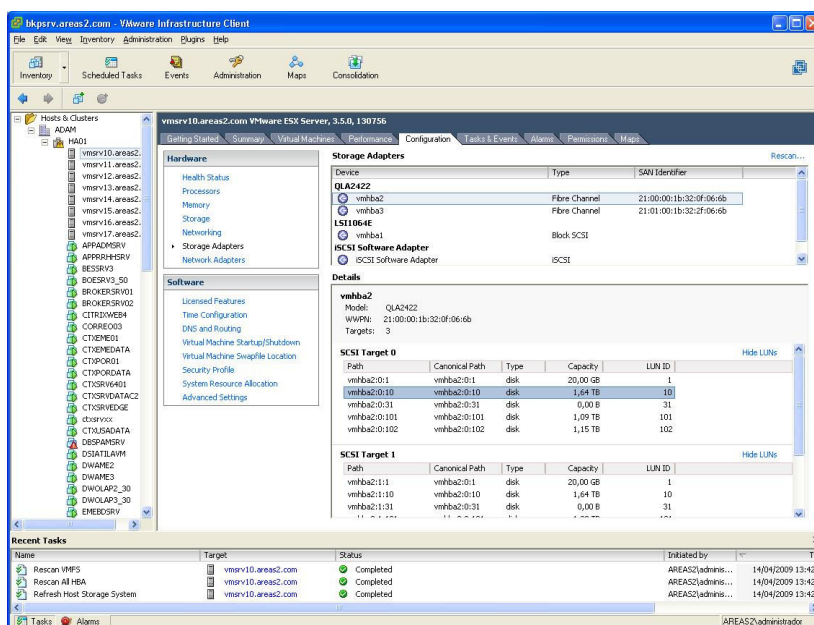 bkpsrv.areas2.com - VMware Infrastructure Client
File Edit View Inventory Administration Plugins Help
Inventory Scheduled Tasks Events Administration Maps Consolidation
Hosts & Clusters
ADAM
HA01
vmsrv10.areas2.
vmsrv11.areas2.
vmsrv12.areas2.
vmsrv13.areas2.
vmsrv14.areas2.
vmsrv15.areas2.
vmsrv16.areas2.
vmsrv17.areas2.
APPADMSRV
APPRRHHSRV
BESSRV3
BOESRV3_50
BROKERSRV01
BROKERSRV02
CITRIXWEB4
CORREO03
CTXEME01
CTXEMEDATA
CTXPOR01
CTXPORDATA
CTXSRV6401
CTXSRVDATAC2
CTXSRVEDGE
ctxsrvxx
CTXUSADATA
DBSPAMSRV
DSIATILAVM
DWAME2
DWAME3
DWOLAP2_30
DWOLAP3_30
EMEBDSRV
vmsrv10.areas2.com VMware ESX Server, 3.5.0, 130756
Getting Started Summary Virtual Machines Performance Configuration Tasks & Events Alarms Permissions Maps
Hardware
Health Status
Processors
Memory
Storage
Networking
Storage Adapters
Network Adapters
Software
Licensed Features
Time Configuration
DNS and Routing
Virtual Machine Startup/Shutdown
Virtual Machine Swapfile Location
Security Profile
System Resource Allocation
Advanced Settings
Storage Adapters Rescan...
Device Type SAN Identifier
QLA2422
vmhba2 Fibre Channel 21:00:00:1b:32:0f:06:6b
vmhba3 Fibre Channel 21:01:00:1b:32:2f:06:6b
LSI1064E
vmhba1 Block SCSI
iSCSI Software Adapter
iSCSI Software Adapter iSCSI
Details
vmhba2
Model: QLA2422
WWPN: 21:00:00:1b:32:0f:06:6b
Targets: 3
SCSI Target 0 Hide LUNs
Path Canonical Path Type Capacity LUN ID
vmhba2:0:1 vmhba2:0:1 disk 20,00 GB 1
vmhba2:0:10 vmhba2:0:10 disk 1,64 TB 10
vmhba2:0:31 vmhba2:0:31 disk 0,00 B 31
vmhba2:0:101 vmhba2:0:101 disk 1,09 TB 101
vmhba2:0:102 vmhba2:0:102 disk 1,15 TB 102
SCSI Target 1 Hide LUNs
Path Canonical Path Type Capacity LUN ID
vmhba2:1:1 vmhba2:0:1 disk 20,00 GB 1
vmhba2:1:10 vmhba2:0:10 disk 1,64 TB 10
vmhba2:1:31 vmhba2:0:31 disk 0,00 B 31
Recent Tasks
Name Target Status Initiated by T
Rescan VMFS vmsrv10.areas2.com Completed AREAS2\adminis... 14/04/2009 13:42
Rescan All HBA vmsrv10.areas2.com Completed AREAS2\adminis... 14/04/2009 13:42
Refresh Host Storage System vmsrv10.areas2.com Completed AREAS2\adminis... 14/04/2009 13:42
Tasks Alarms AREAS2\administrador